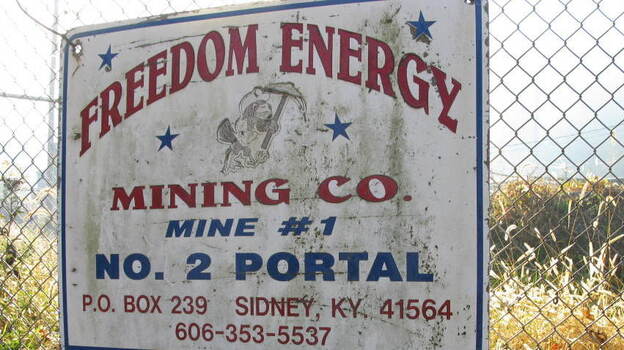 FREEDOM ENERGY
MINING CO.
MINE #1
NO. 2 PORTAL
P.O. BOX 239 SIDNEY, KY. 41564
606-353-5537